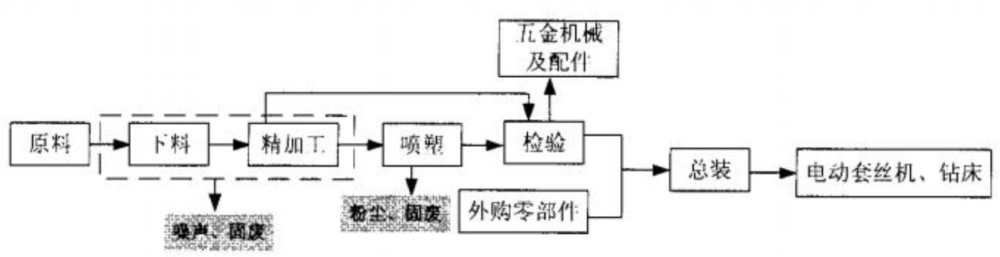 五金机械
及配件
原料
下料
精加工
喷塑
检验
总装
电动套丝机、钻床
外购零部件
粉尘、固废
噪声、固废